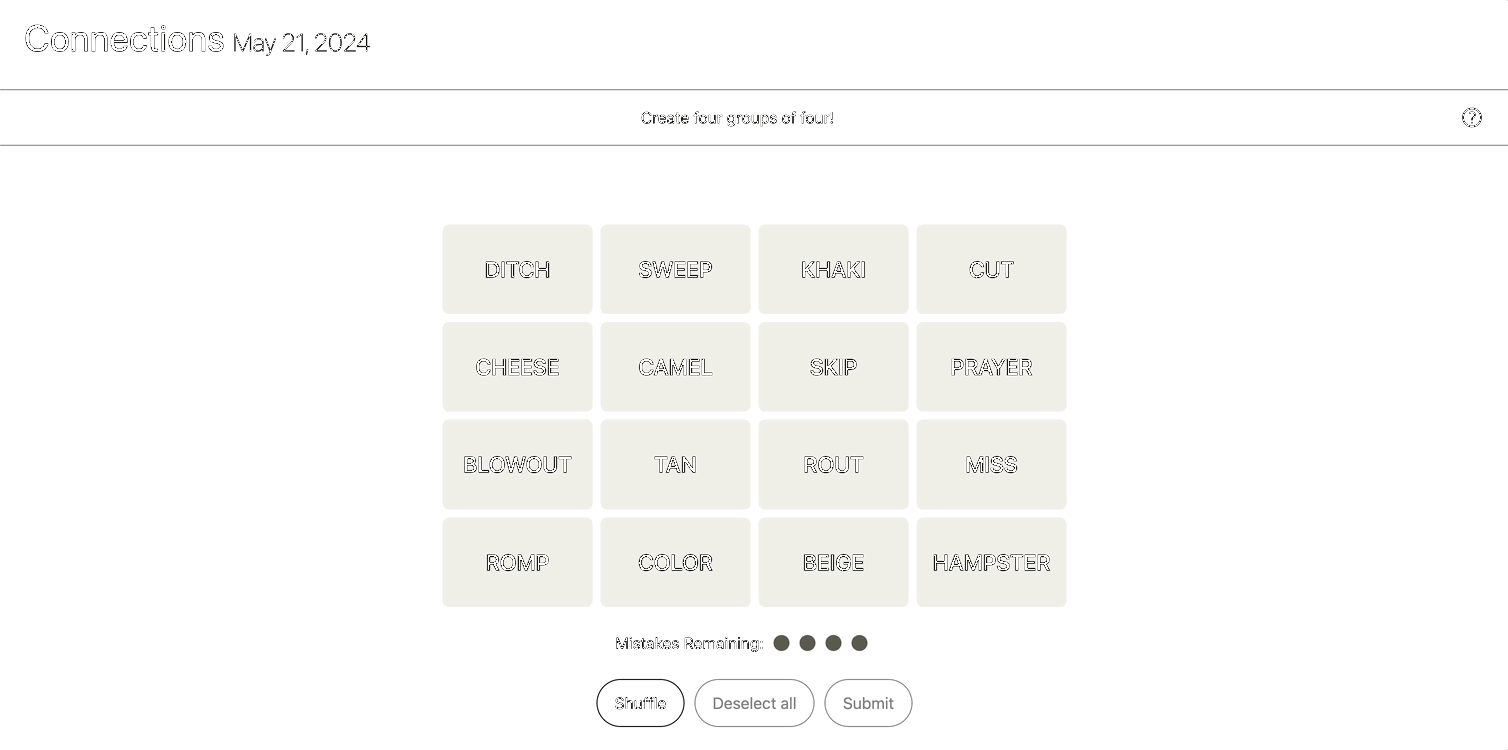 Connections May 21, 2024
Create four groups of four!
DITCH SWEEP KHAKI CUT
CHEESE CAMEL SKIP PRAYER
BLOWOUT TAN ROUT MISS
ROMP COLOR BEIGE HAMPSTER
Mistakes Remaining:
Shuffle Deselect all Submit